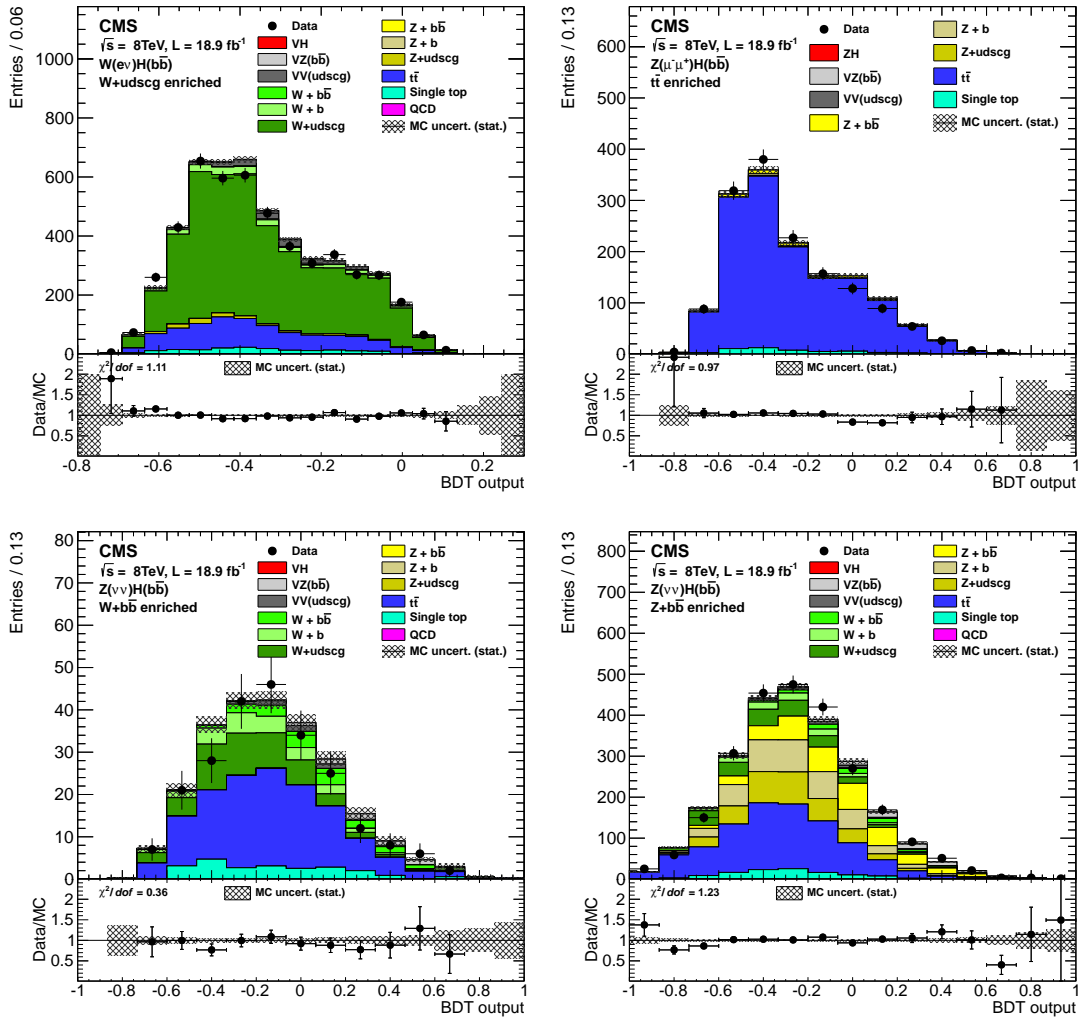 Entries / 0.06
1000
800
600
400
200
0
CMS
√s = 8TeV, L = 18.9 fb⁻¹
W(eν)H(bb̄)
W+udscg enriched
Data
VH
VZ(bb̄)
VV(udscg)
W + bb̄
W + b
W+udscg
Z + bb̄
Z + b
Z+udscg
tt̄
Single top
QCD
MC uncert. (stat.)
Data/MC
2
1.5
1
0.5
χ²/ dof = 1.11
MC uncert. (stat.)
-0.8 -0.6 -0.4 -0.2 0 0.2
BDT output
Entries / 0.13
600
500
400
300
200
100
0
CMS
√s = 8TeV, L = 18.9 fb⁻¹
Z(μ⁻μ⁺)H(bb̄)
tt̄ enriched
Data
ZH
VZ(bb̄)
VV(udscg)
Z + bb̄
Z + b
Z+udscg
tt̄
Single top
MC uncert. (stat.)
Data/MC
2
1.5
1
0.5
χ²/ dof = 0.97
MC uncert. (stat.)
-1 -0.8 -0.6 -0.4 -0.2 0 0.2 0.4 0.6 0.8 1
BDT output
Entries / 0.13
80
70
60
50
40
30
20
10
0
CMS
√s = 8TeV, L = 18.9 fb⁻¹
Z(νν)H(bb̄)
W+bb̄ enriched
Data
VH
VZ(bb̄)
VV(udscg)
W + bb̄
W + b
W+udscg
Z + bb̄
Z + b
Z+udscg
tt̄
Single top
QCD
MC uncert. (stat.)
Data/MC
2
1.5
1
0.5
χ²/ dof = 0.36
MC uncert. (stat.)
-1 -0.8 -0.6 -0.4 -0.2 0 0.2 0.4 0.6 0.8 1
BDT output
Entries / 0.13
800
700
600
500
400
300
200
100
0
CMS
√s = 8TeV, L = 18.9 fb⁻¹
Z(νν)H(bb̄)
Z+bb̄ enriched
Data
VH
VZ(bb̄)
VV(udscg)
W + bb̄
W + b
W+udscg
Z + bb̄
Z + b
Z+udscg
tt̄
Single top
QCD
MC uncert. (stat.)
Data/MC
2
1.5
1
0.5
χ²/ dof = 1.23
MC uncert. (stat.)
-1 -0.8 -0.6 -0.4 -0.2 0 0.2 0.4 0.6 0.8 1
BDT output